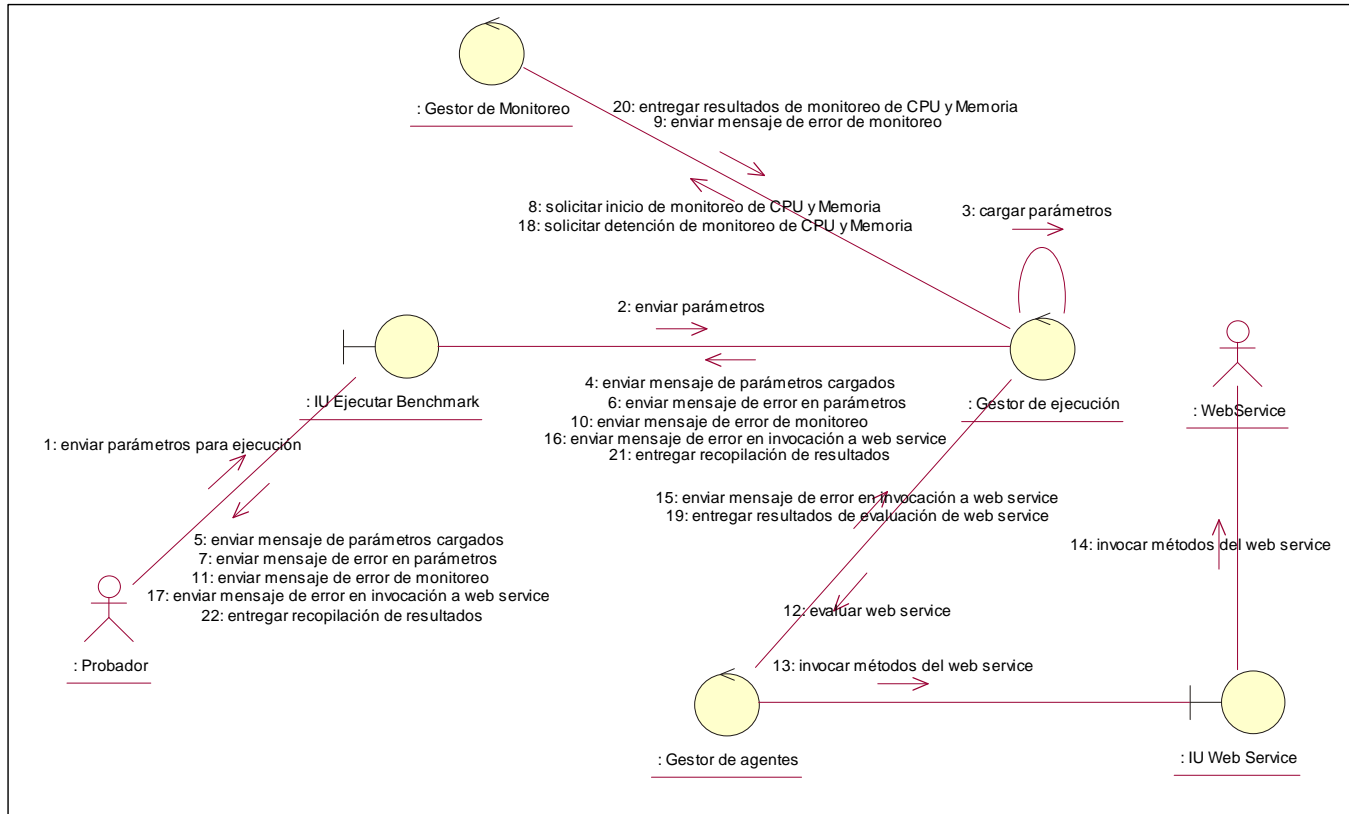 : Gestor de Monitoreo
20: entregar resultados de monitoreo de CPU y Memoria
9: enviar mensaje de error de monitoreo
8: solicitar inicio de monitoreo de CPU y Memoria
18: solicitar detención de monitoreo de CPU y Memoria
3: cargar parámetros
2: enviar parámetros
: IU Ejecutar Benchmark
4: enviar mensaje de parámetros cargados
6: enviar mensaje de error en parámetros
10: enviar mensaje de error de monitoreo
16: enviar mensaje de error en invocación a web service
21: entregar recopilación de resultados
: Gestor de ejecución
: WebService
1: enviar parámetros para ejecución
15: enviar mensaje de error en invocación a web service
19: entregar resultados de evaluación de web service
5: enviar mensaje de parámetros cargados
7: enviar mensaje de error en parámetros
11: enviar mensaje de error de monitoreo
17: enviar mensaje de error en invocación a web service
22: entregar recopilación de resultados
14: invocar métodos del web service
12: evaluar web service
: Probador
13: invocar métodos del web service
: Gestor de agentes
: IU Web Service